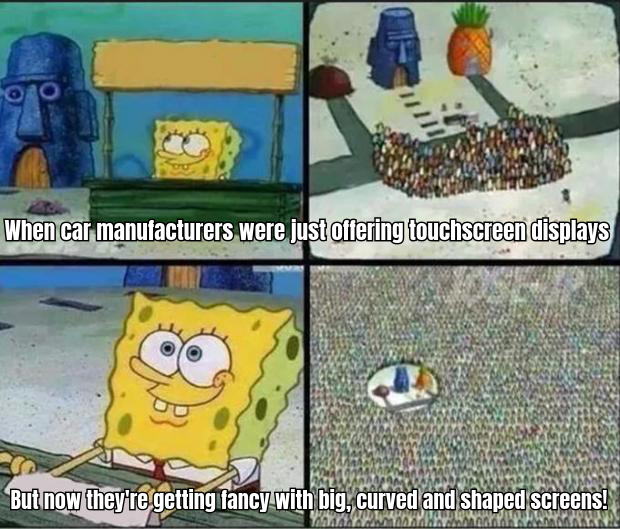 When car manufacturers were just offering touchscreen displays
But now they're getting fancy with big, curved and shaped screens!